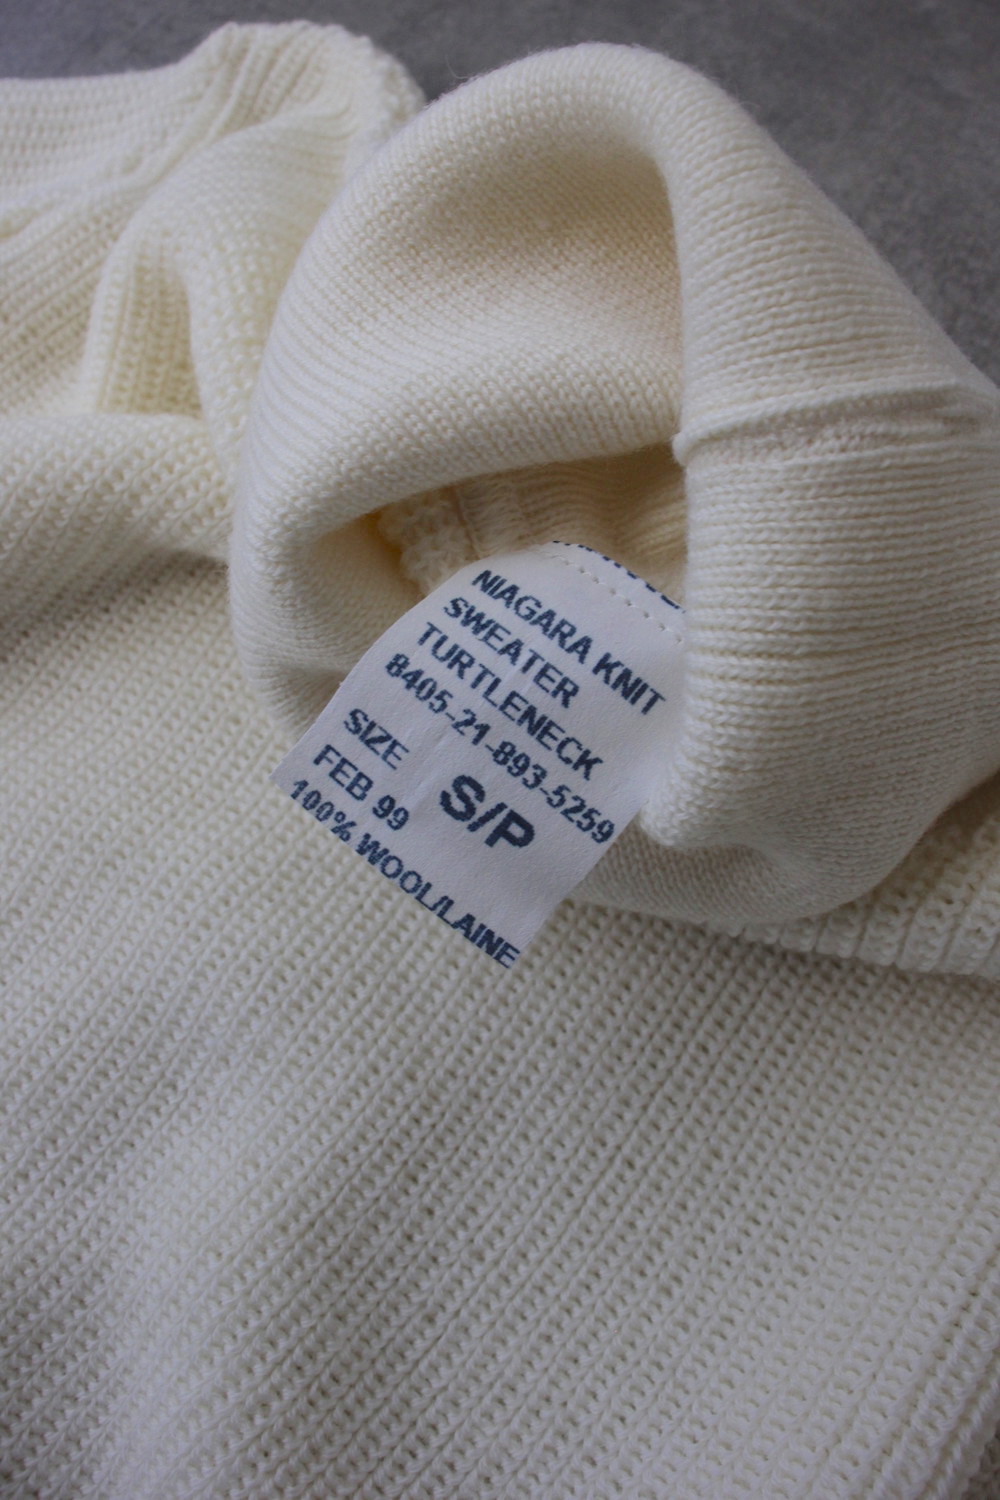 NIAGARA KNIT
SWEATER
TURTLENECK
8405-21-893-5259
SIZE S/P
FEB 99
100% WOOL/LAINE